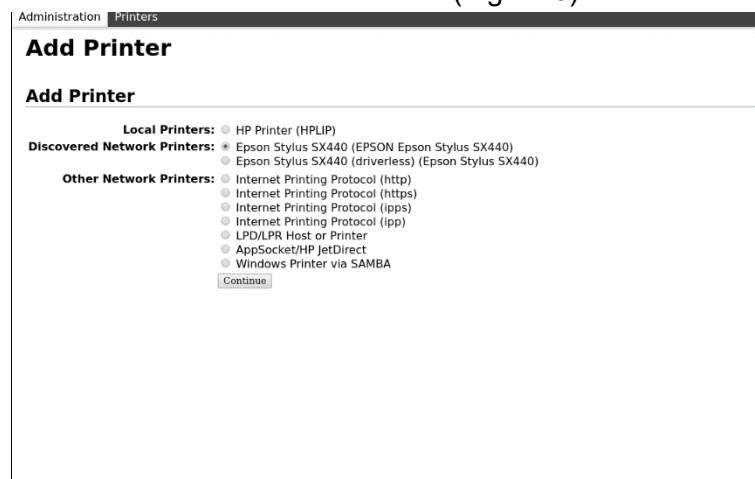 Administration Printers
Add Printer
Add Printer
Local Printers: HP Printer (HPLIP)
Discovered Network Printers: Epson Stylus SX440 (EPSON Epson Stylus SX440)
Epson Stylus SX440 (driverless) (Epson Stylus SX440)
Other Network Printers: Internet Printing Protocol (http)
Internet Printing Protocol (https)
Internet Printing Protocol (ipps)
Internet Printing Protocol (ipp)
LPD/LPR Host or Printer
AppSocket/HP JetDirect
Windows Printer via SAMBA
Continue